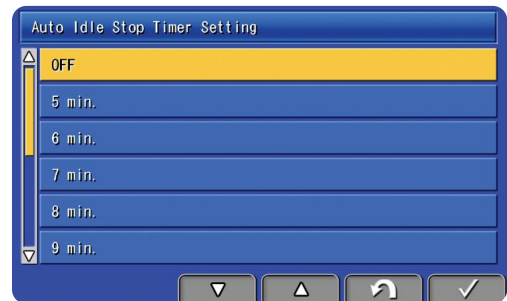 Auto Idle Stop Timer Setting
OFF
5 min.
6 min.
7 min.
8 min.
9 min.